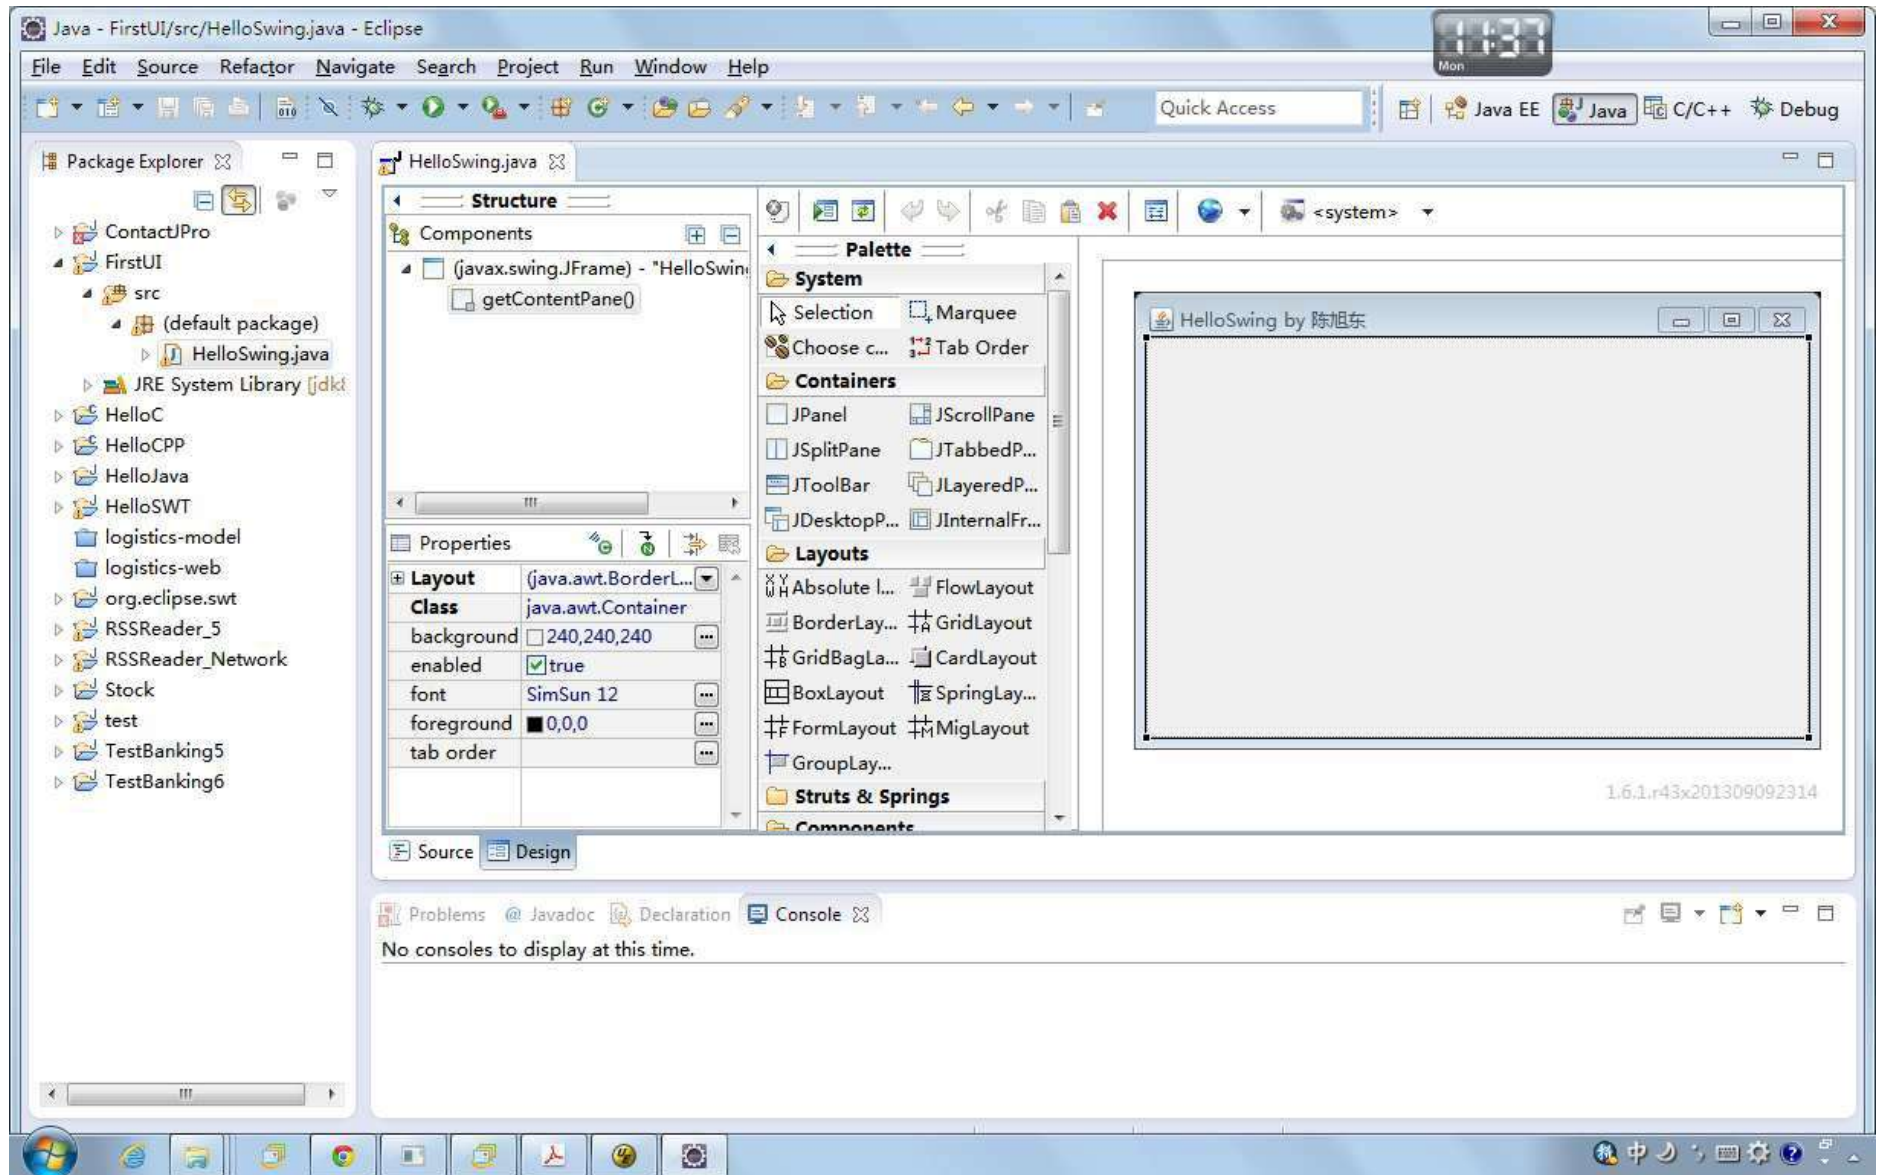 Java - FirstUI/src/HelloSwing.java - Eclipse
11:37
Mon
File Edit Source Refactor Navigate Search Project Run Window Help
Quick Access Java EE Java C/C++ Debug
Package Explorer
ContactJPro
FirstUI
src
(default package)
HelloSwing.java
JRE System Library [jdk8
HelloC
HelloCPP
HelloJava
HelloSWT
logistics-model
logistics-web
org.eclipse.swt
RSSReader_5
RSSReader_Network
Stock
test
TestBanking5
TestBanking6
HelloSwing.java
Structure
Components
(javax.swing.JFrame) - "HelloSwin
getContentPane()
Properties
Layout (java.awt.BorderL...
Class java.awt.Container
background 240,240,240
enabled true
font SimSun 12
foreground 0,0,0
tab order
<system>
Palette
System
Selection Marquee
Choose c... Tab Order
Containers
JPanel JScrollPane
JSplitPane JTabbedP...
JToolBar JLayeredP...
JDesktopP... JInternalFr...
Layouts
Absolute l... FlowLayout
BorderLay... GridLayout
GridBagLa... CardLayout
BoxLayout SpringLay...
FormLayout MigLayout
GroupLay...
Struts & Springs
Components
HelloSwing by 陈旭东
1.6.1.r43x201309092314
Source Design
Problems @ Javadoc Declaration Console
No consoles to display at this time.
中